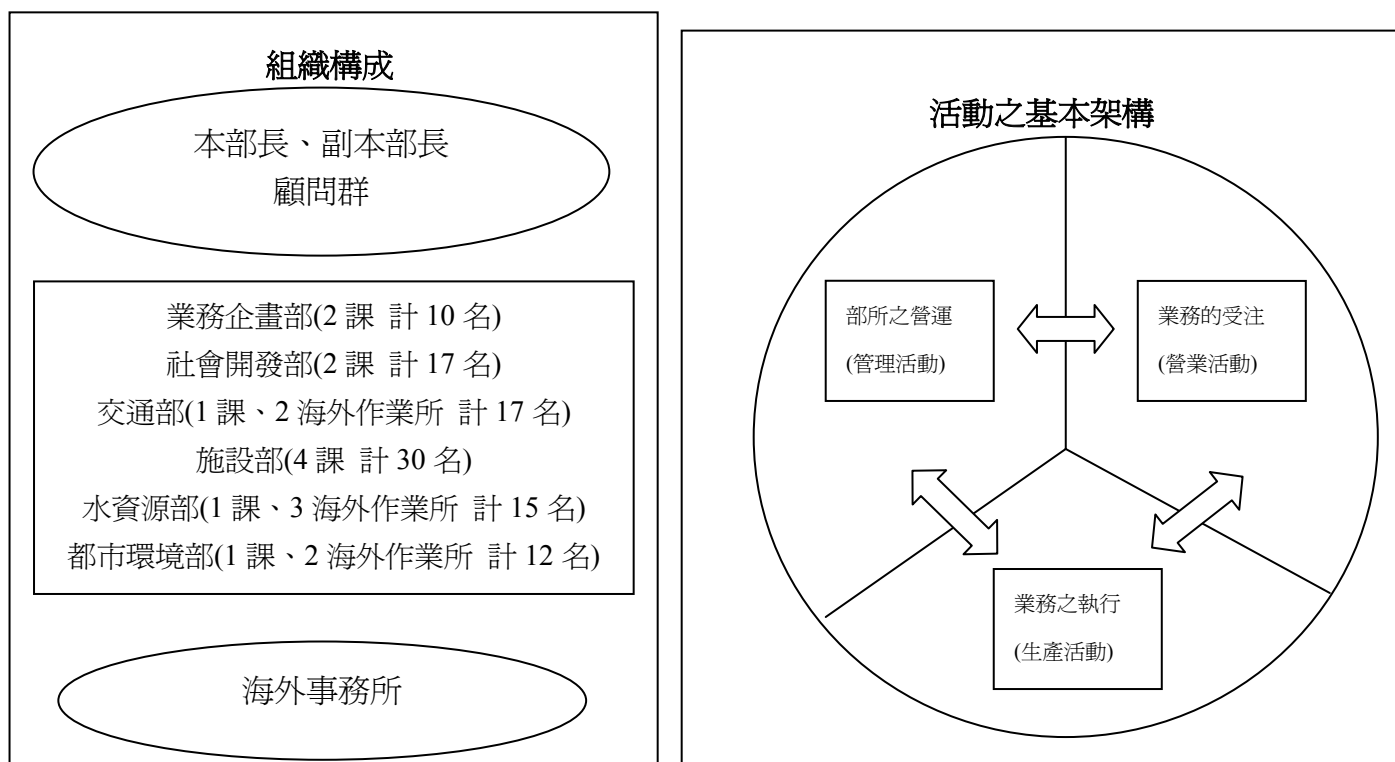 組織構成
本部長、副本部長
顧問群
業務企畫部(2 課 計 10 名)
社會開發部(2 課 計 17 名)
交通部(1 課、2 海外作業所 計 17 名)
施設部(4 課 計 30 名)
水資源部(1 課、3 海外作業所 計 15 名)
都市環境部(1 課、2 海外作業所 計 12 名)
海外事務所
活動之基本架構
部所之營運
(管理活動)
業務的受注
(營業活動)
業務之執行
(生產活動)